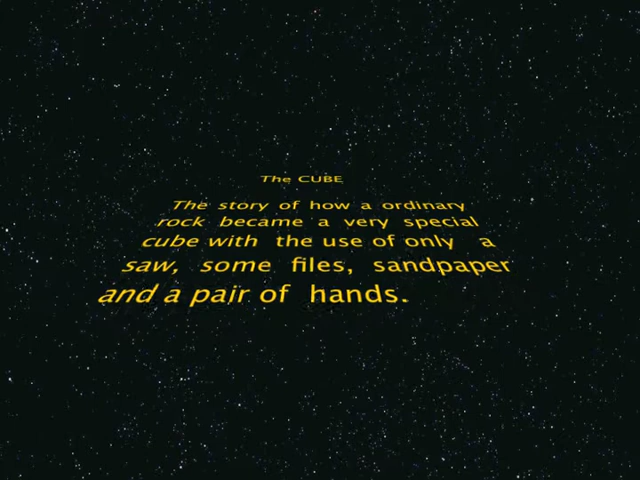 The CUBE
The story of how a ordinary
rock became a very special
cube with the use of only a
saw, some files, sandpaper
and a pair of hands.